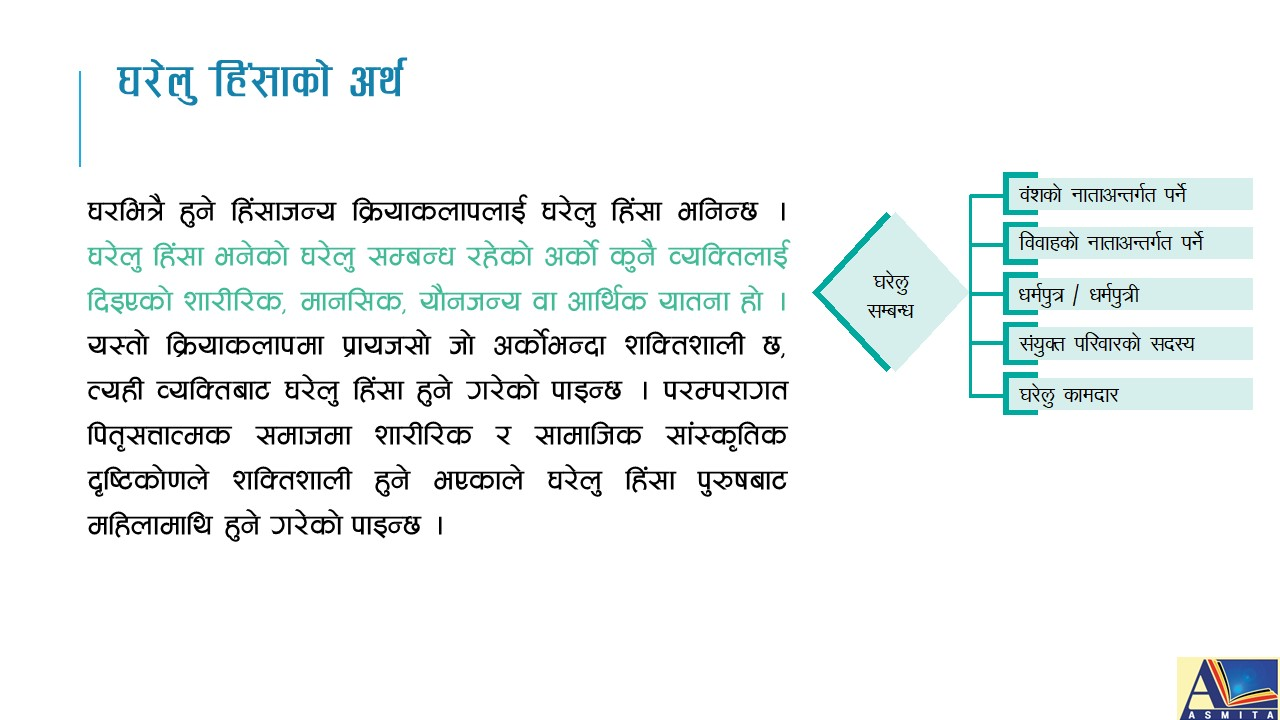 घरेलु हिंसाको अर्थ
घरभित्रै हुने हिंसाजन्य क्रियाकलापलाई घरेलु हिंसा भनिन्छ ।
घरेलु हिंसा भनेको घरेलु सम्बन्ध रहेको अर्को कुनै व्यक्तिलाई
दिइएको शारीरिक, मानसिक, यौनजन्य वा आर्थिक यातना हो ।
यस्तो क्रियाकलापमा प्रायजसो जो अर्कोभन्दा शक्तिशाली छ,
त्यही व्यक्तिबाट घरेलु हिंसा हुने गरेको पाइन्छ । परम्परागत
पितृसत्तात्मक समाजमा शारीरिक र सामाजिक सांस्कृतिक
दृष्टिकोणले शक्तिशाली हुने भएकाले घरेलु हिंसा पुरुषबाट
महिलामाथि हुने गरेको पाइन्छ ।
घरेलु
सम्बन्ध
वंशको नाताअन्तर्गत पर्ने
विवाहको नाताअन्तर्गत पर्ने
धर्मपुत्र / धर्मपुत्री
संयुक्त परिवारको सदस्य
घरेलु कामदार
ASMITA